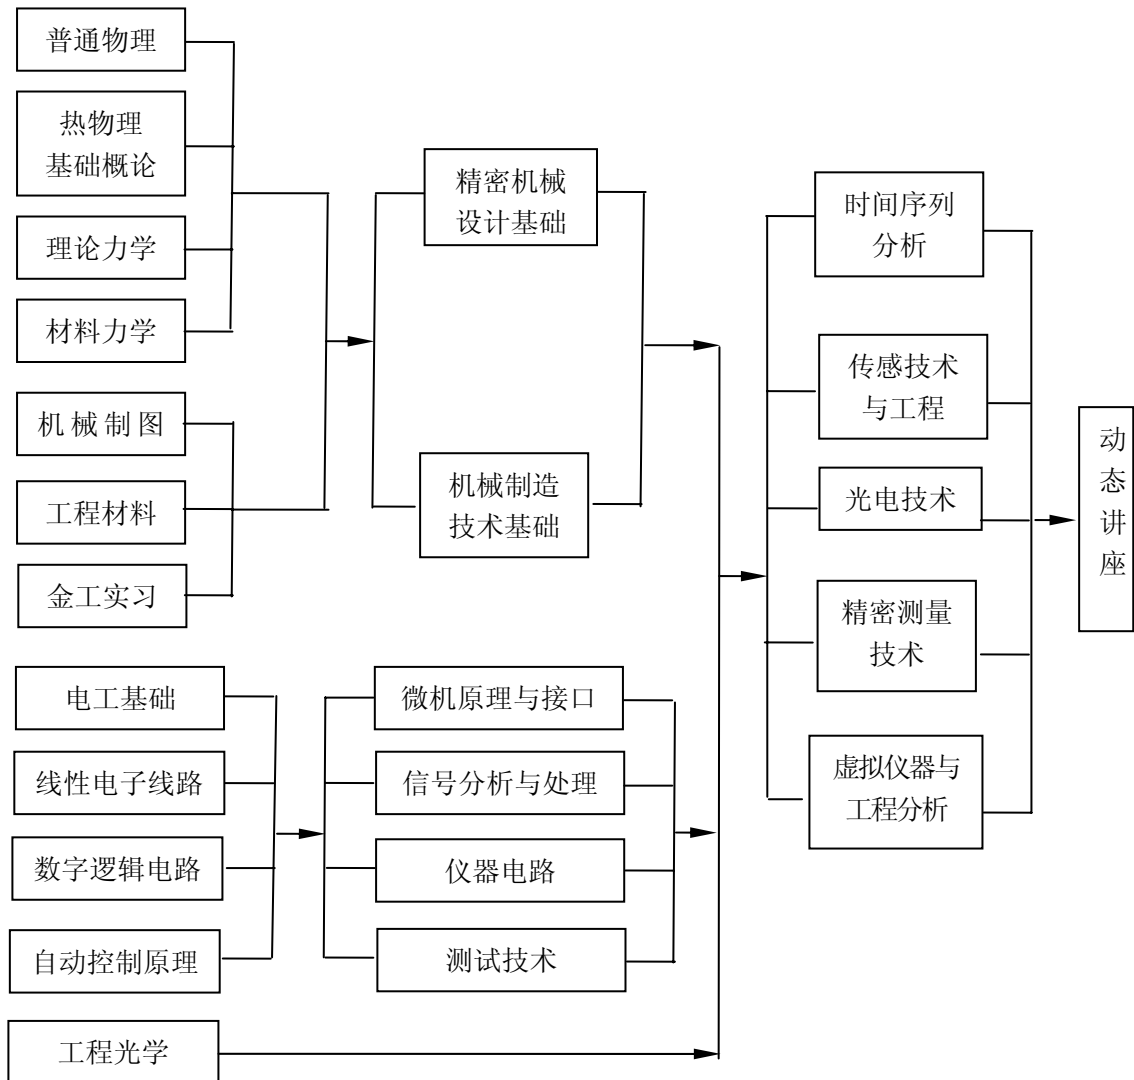 普通物理
热物理
基础概论
理论力学
材料力学
机械制图
工程材料
金工实习
电工基础
线性电子线路
数字逻辑电路
自动控制原理
工程光学
精密机械
设计基础
机械制造
技术基础
微机原理与接口
信号分析与处理
仪器电路
测试技术
时间序列
分析
传感技术
与工程
光电技术
精密测量
技术
虚拟仪器与
工程分析
动
态
讲
座